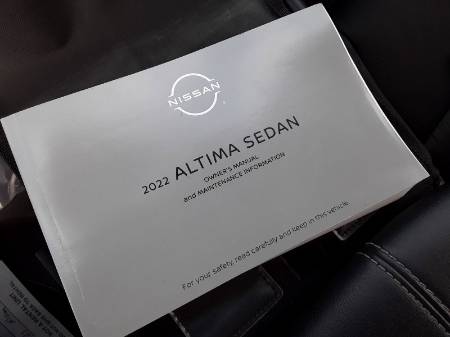 NISSAN
2022 ALTIMA SEDAN
OWNER'S MANUAL
and MAINTENANCE INFORMATION
For your safety, read carefully and keep in this vehicle.